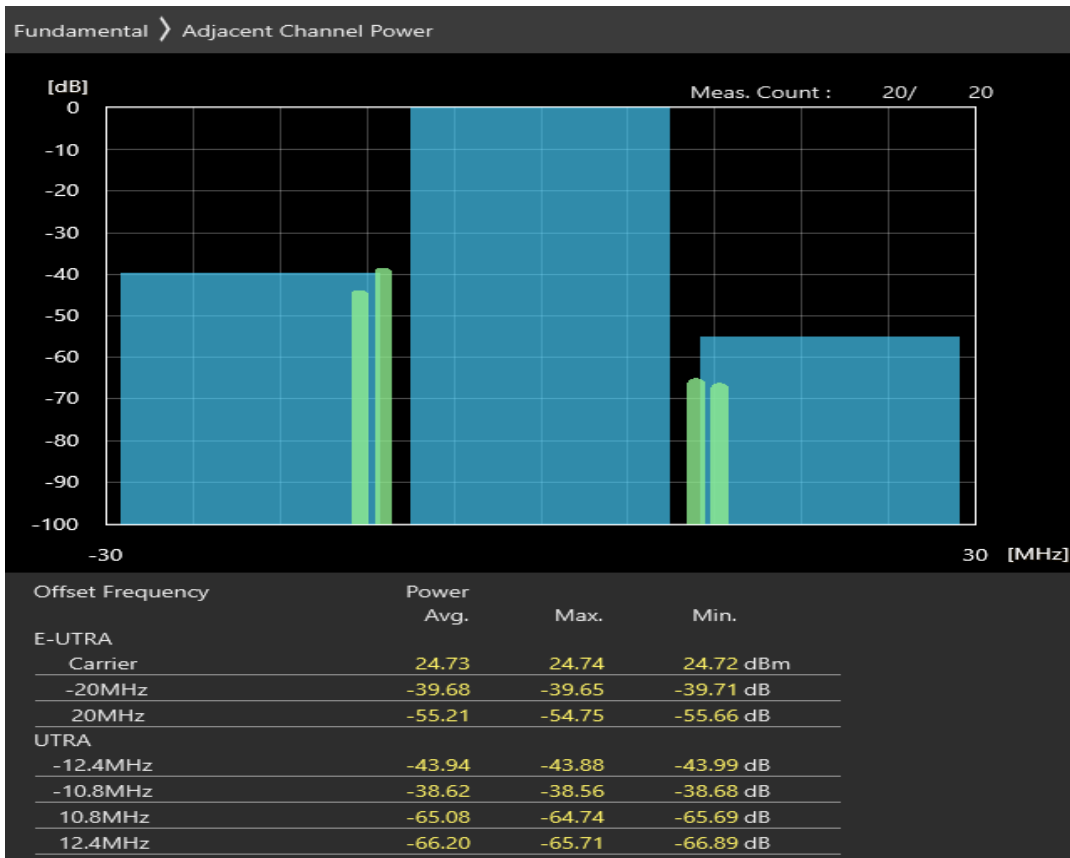 Fundamental 〉 Adjacent Channel Power
[dB]
Meas. Count : 20/ 20
0
-10
-20
-30
-40
-50
-60
-70
-80
-90
-100
-30 30 [MHz]
Offset Frequency Power
Avg. Max. Min.
E-UTRA
Carrier 24.73 24.74 24.72 dBm
-20MHz -39.68 -39.65 -39.71 dB
20MHz -55.21 -54.75 -55.66 dB
UTRA
-12.4MHz -43.94 -43.88 -43.99 dB
-10.8MHz -38.62 -38.56 -38.68 dB
10.8MHz -65.08 -64.74 -65.69 dB
12.4MHz -66.20 -65.71 -66.89 dB